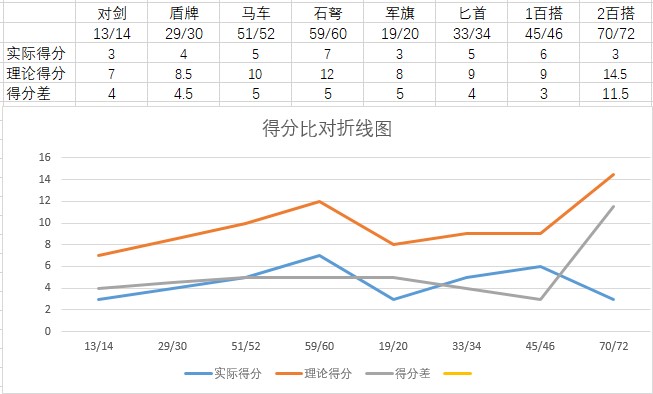 对剑 盾牌 马车 石弩 军旗 匕首 1百搭 2百搭
13/14 29/30 51/52 59/60 19/20 33/34 45/46 70/72
实际得分 3 4 5 7 3 5 6 3
理论得分 7 8.5 10 12 8 9 9 14.5
得分差 4 4.5 5 5 5 4 3 11.5
得分比对折线图
16
14
12
10
8
6
4
2
0
13/14 29/30 51/52 59/60 19/20 33/34 45/46 70/72
实际得分 理论得分 得分差